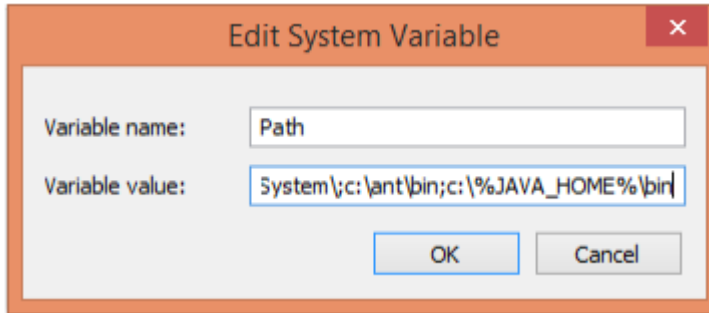 Edit System Variable
Variable name:
Path
Variable value:
System\;c:\ant\bin;c:\%JAVA_HOME%\bin
OK
Cancel